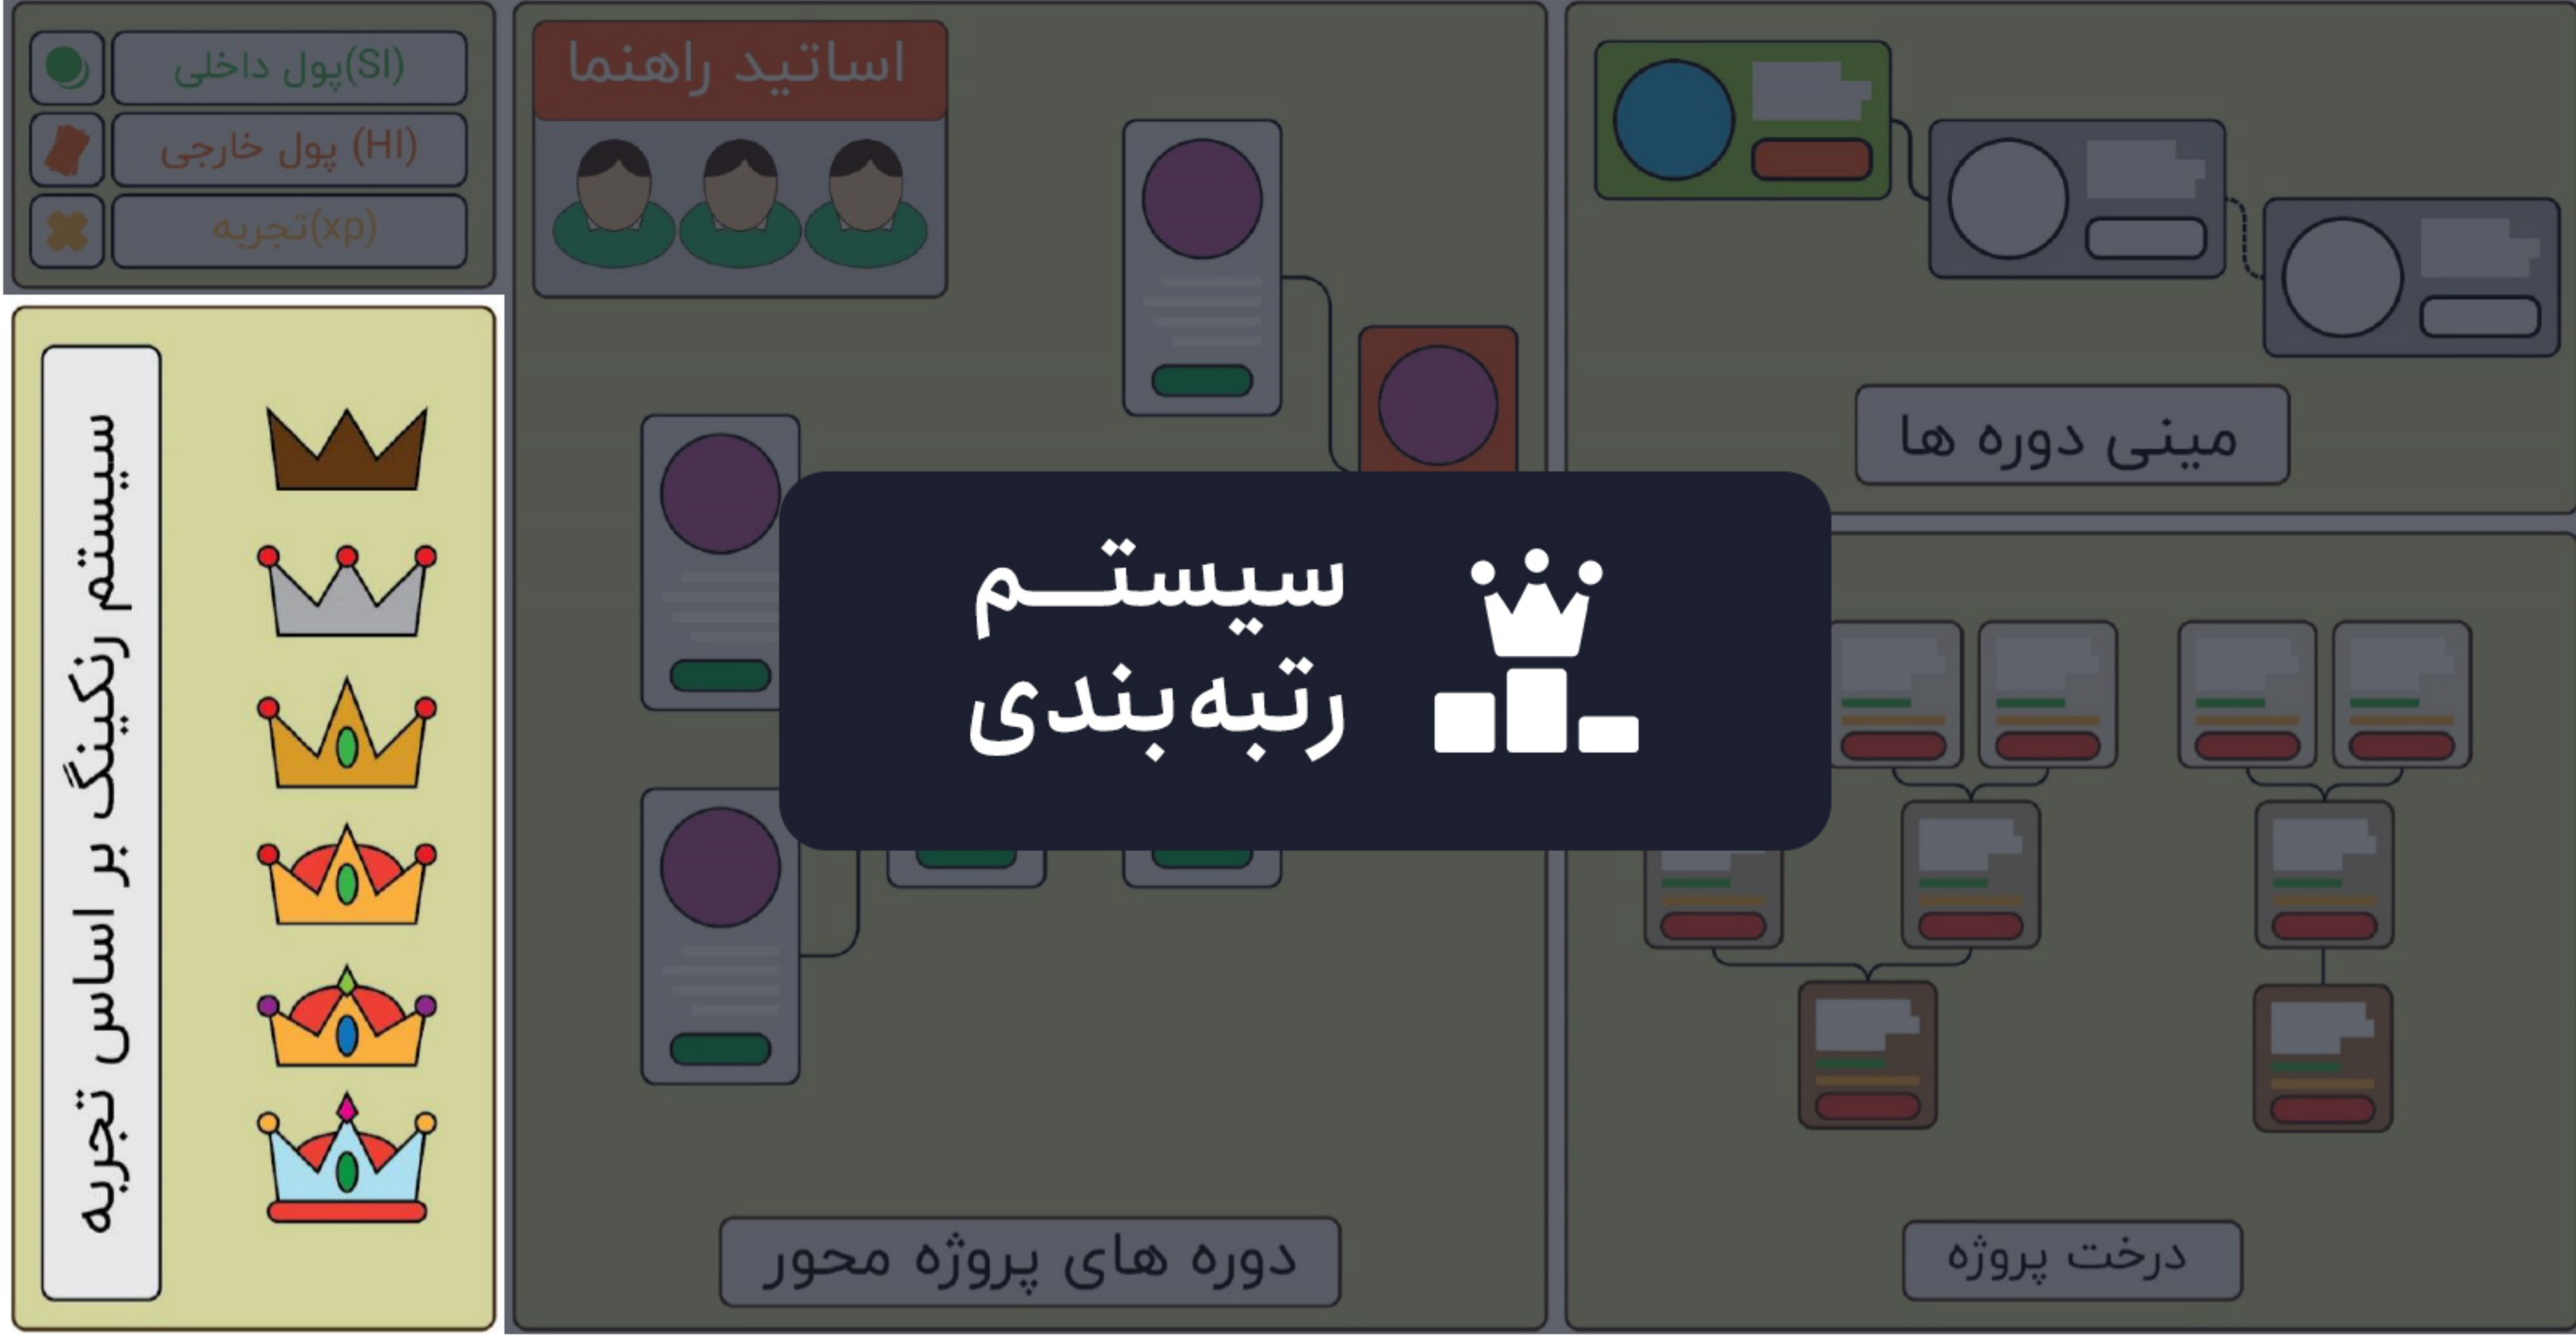 پول داخلی(SI)
پول خارجی (HI)
تجربه(xp)
اساتید راهنما
مینی دوره ها
سیستم رنکینگ بر اساس تجربه
سیستم
رتبه‌بندی
دوره های پروژه محور
درخت پروژه